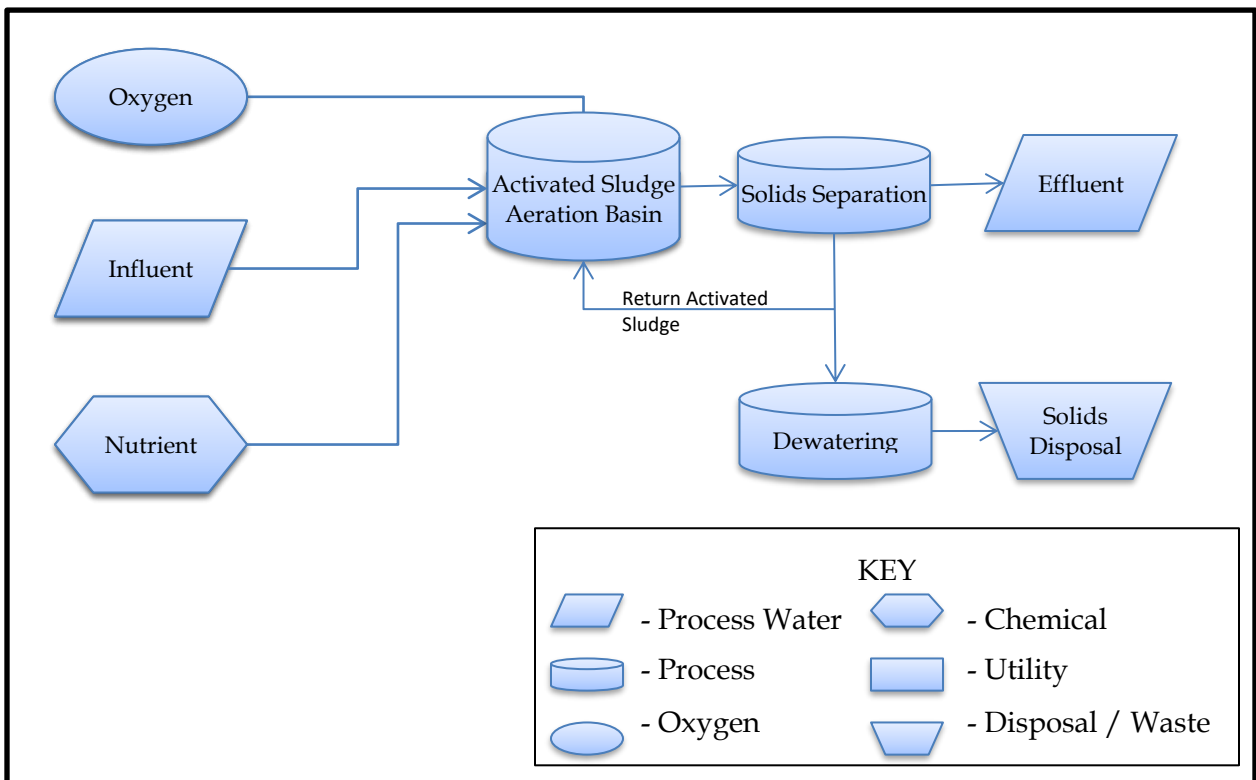 Oxygen
Activated Sludge
Aeration Basin
Solids Separation
Effluent
Influent
Return Activated
Sludge
Nutrient
Dewatering
Solids
Disposal
KEY
- Process Water
- Chemical
- Process
- Utility
- Oxygen
- Disposal / Waste